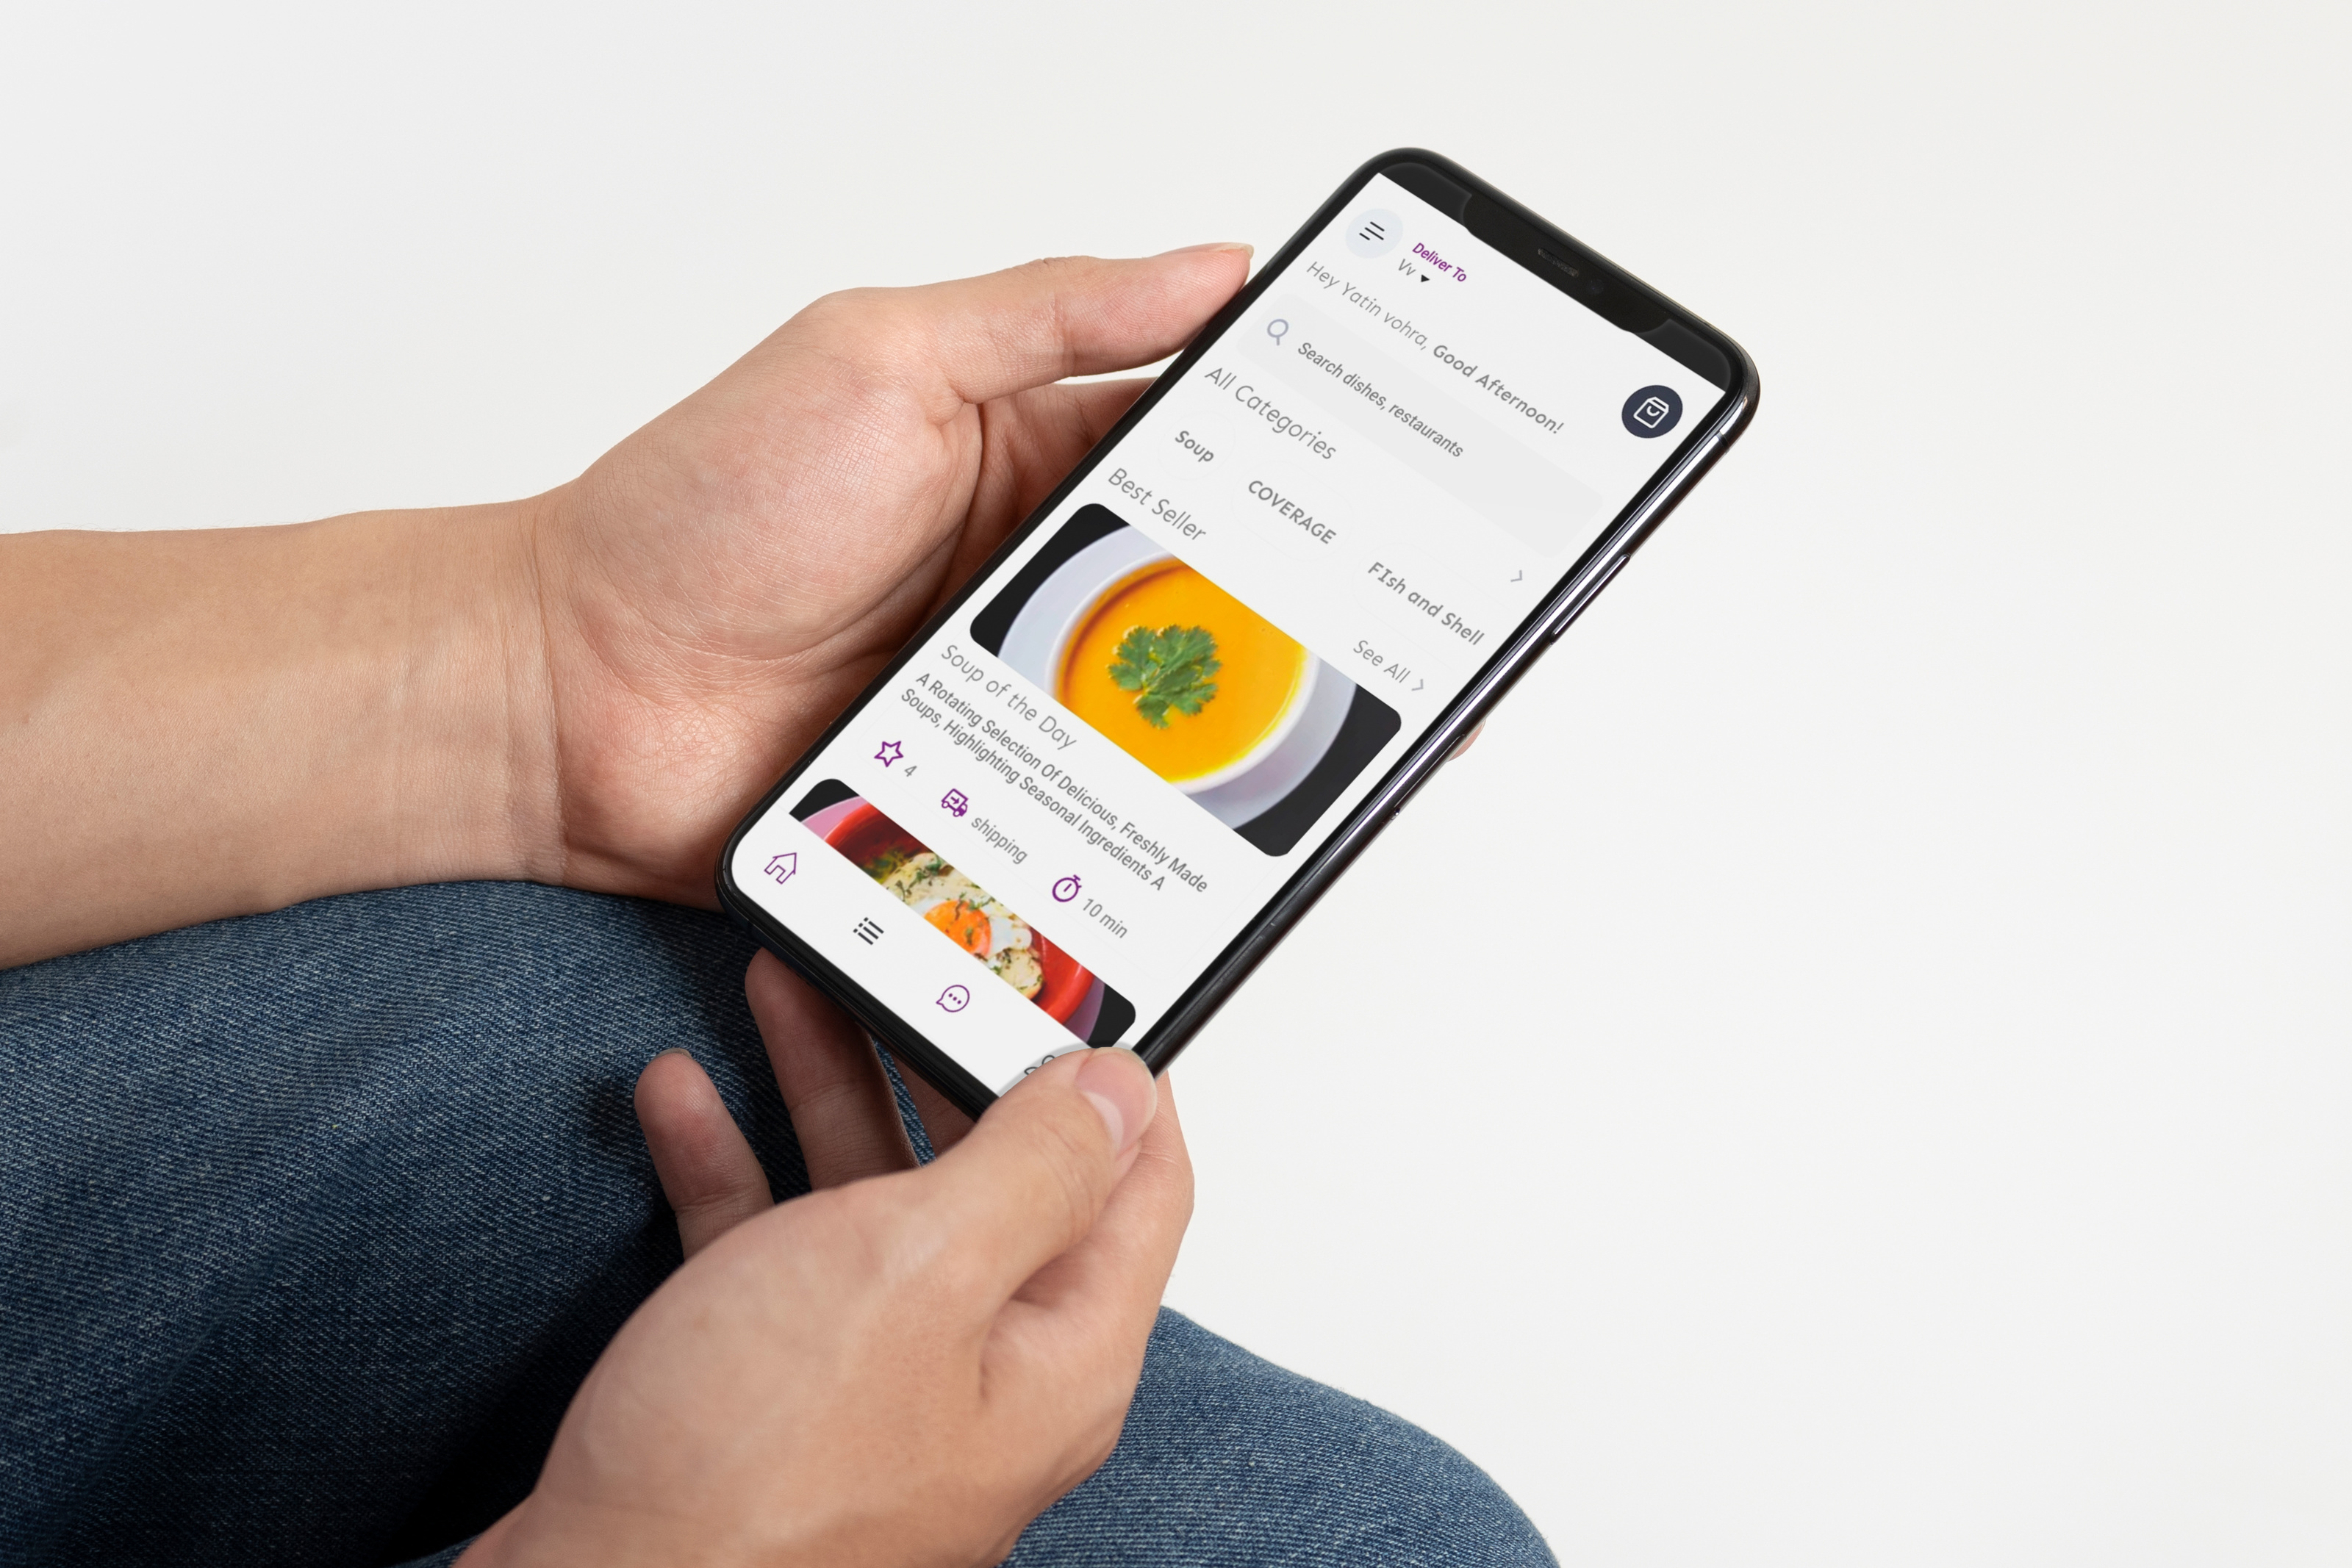 Deliver To
Vv
Hey Yatin vohra, Good Afternoon!
Search dishes, restaurants
All Categories
Soup
COVERAGE
FIsh and Shell
Best Seller
See All
Soup of the Day
A Rotating Selection Of Delicious, Freshly Made
Soups, Highlighting Seasonal Ingredients A
4
shipping
10 min